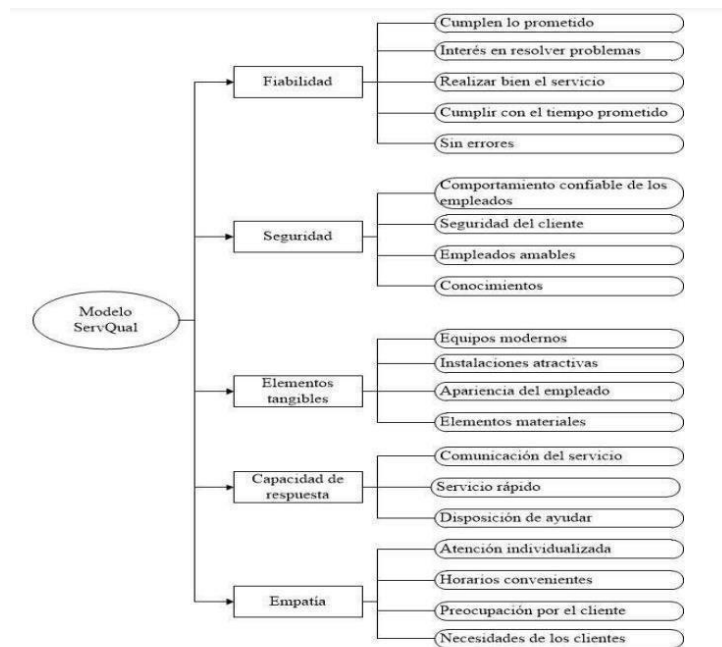 Modelo
ServQual
Fiabilidad
Cumplen lo prometido
Interés en resolver problemas
Realizar bien el servicio
Cumplir con el tiempo prometido
Sin errores
Seguridad
Comportamiento confiable de los
empleados
Seguridad del cliente
Empleados amables
Conocimientos
Elementos
tangibles
Equipos modernos
Instalaciones atractivas
Apariencia del empleado
Elementos materiales
Capacidad de
respuesta
Comunicación del servicio
Servicio rápido
Disposición de ayudar
Empatía
Atención individualizada
Horarios convenientes
Preocupación por el cliente
Necesidades de los clientes